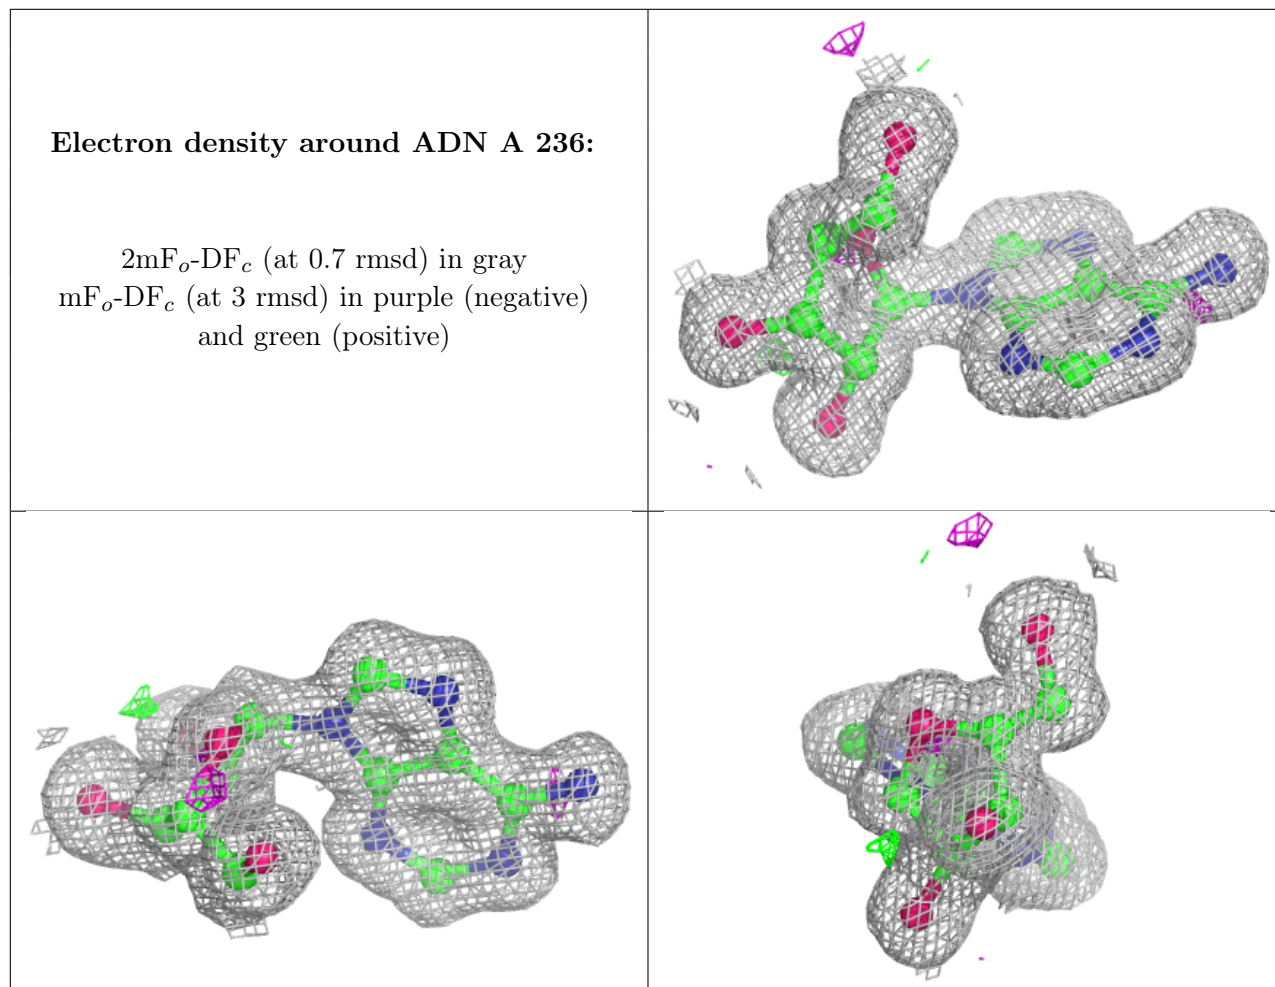 Electron density around ADN A 236:
2mFo-DFc (at 0.7 rmsd) in gray
mFo-DFc (at 3 rmsd) in purple (negative)
and green (positive)